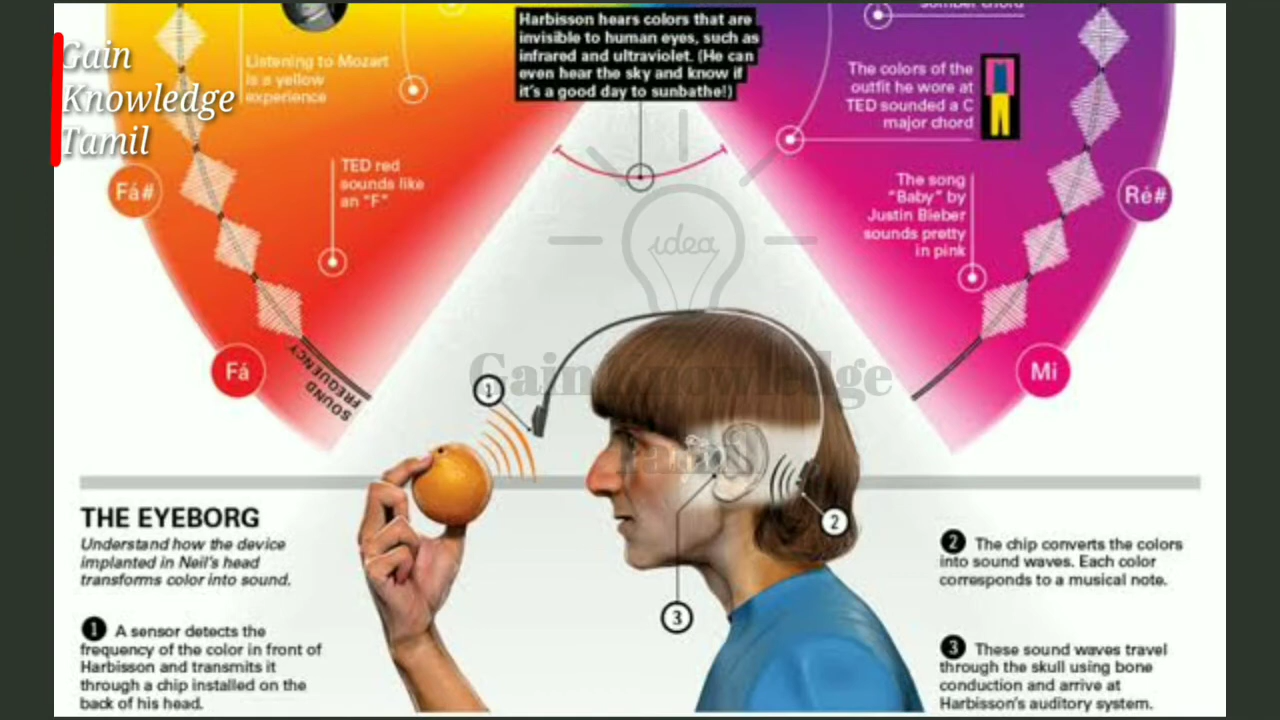 Gain
Knowledge
Tamil
Listening to Mozart
is a yellow
experience
Harbisson hears colors that are
invisible to human eyes, such as
infrared and ultraviolet. (He can
even hear the sky and know if
it's a good day to sunbathe!)
somber chord
The colors of the
outfit he wore at
TED sounded a C
major chord
TED red
sounds like
an "F"
The song
"Baby" by
Justin Bieber
sounds pretty
in pink
Fá#
Ré#
Fá
Mi
SOUND
FREQUENCY
idea
Gain Knowledge
Tamil
1
2
3
THE EYEBORG
Understand how the device
implanted in Neil's head
transforms color into sound.
1 A sensor detects the
frequency of the color in front of
Harbisson and transmits it
through a chip installed on the
back of his head.
2 The chip converts the colors
into sound waves. Each color
corresponds to a musical note.
3 These sound waves travel
through the skull using bone
conduction and arrive at
Harbisson's auditory system.